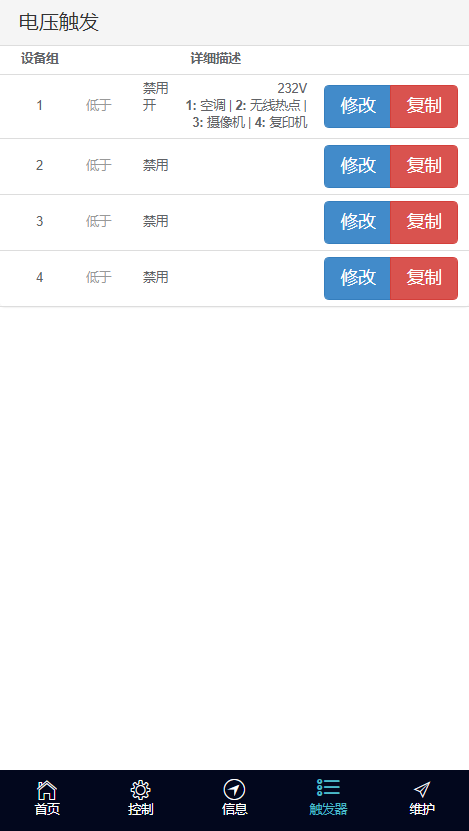 电压触发
设备组 详细描述
1 低于 禁用 开 232V 修改 复制
1: 空调 | 2: 无线热点 |
3: 摄像机 | 4: 复印机
2 低于 禁用 修改 复制
3 低于 禁用 修改 复制
4 低于 禁用 修改 复制
首页 控制 信息 触发器 维护